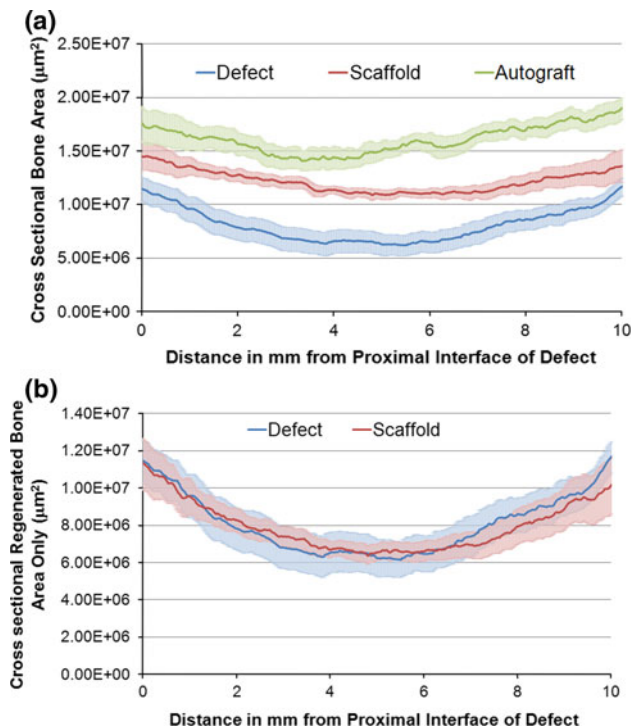 (a)
Cross Sectional Bone Area (μm²)
2.50E+07
2.00E+07
1.50E+07
1.00E+07
5.00E+06
0.00E+00
Defect Scaffold Autograft
0 2 4 6 8 10
Distance in mm from Proximal Interface of Defect
(b)
Cross sectional Regenerated Bone
Area Only (μm²)
1.40E+07
1.20E+07
1.00E+07
8.00E+06
6.00E+06
4.00E+06
2.00E+06
0.00E+00
Defect Scaffold
0 2 4 6 8 10
Distance in mm from Proximal Interface of Defect